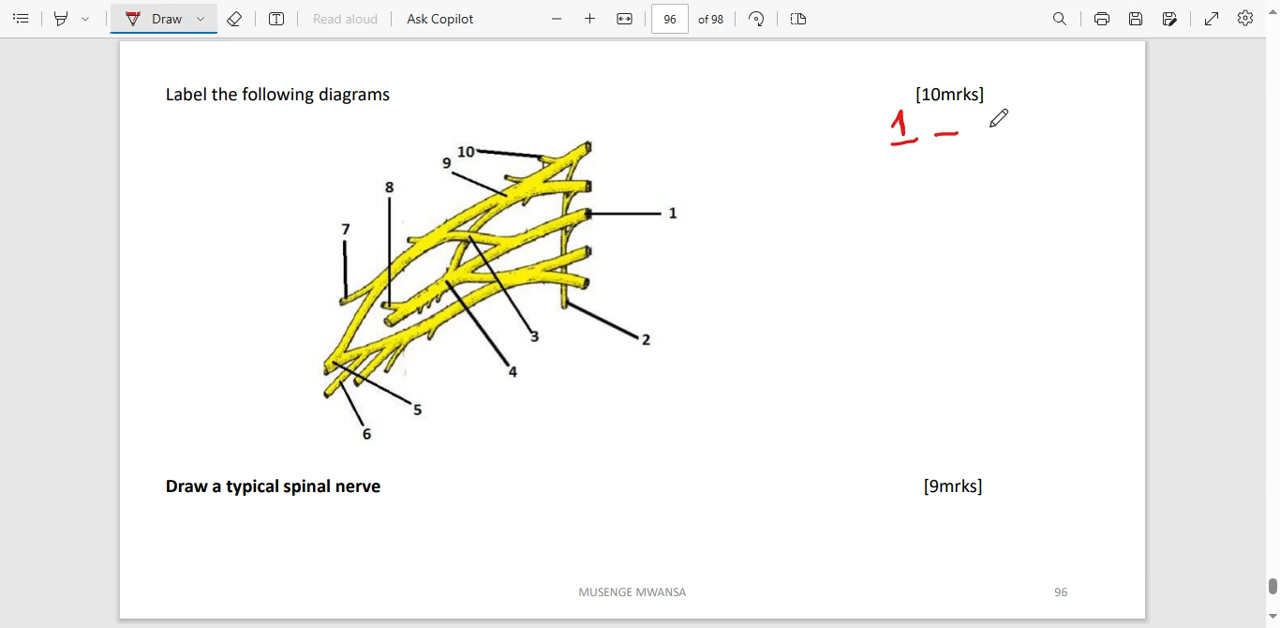 Draw
Read aloud
Ask Copilot
96 of 98
Label the following diagrams [10mrks]
1 -
10
9
8
1
7
3
2
4
5
6
Draw a typical spinal nerve [9mrks]
MUSENGE MWANSA 96